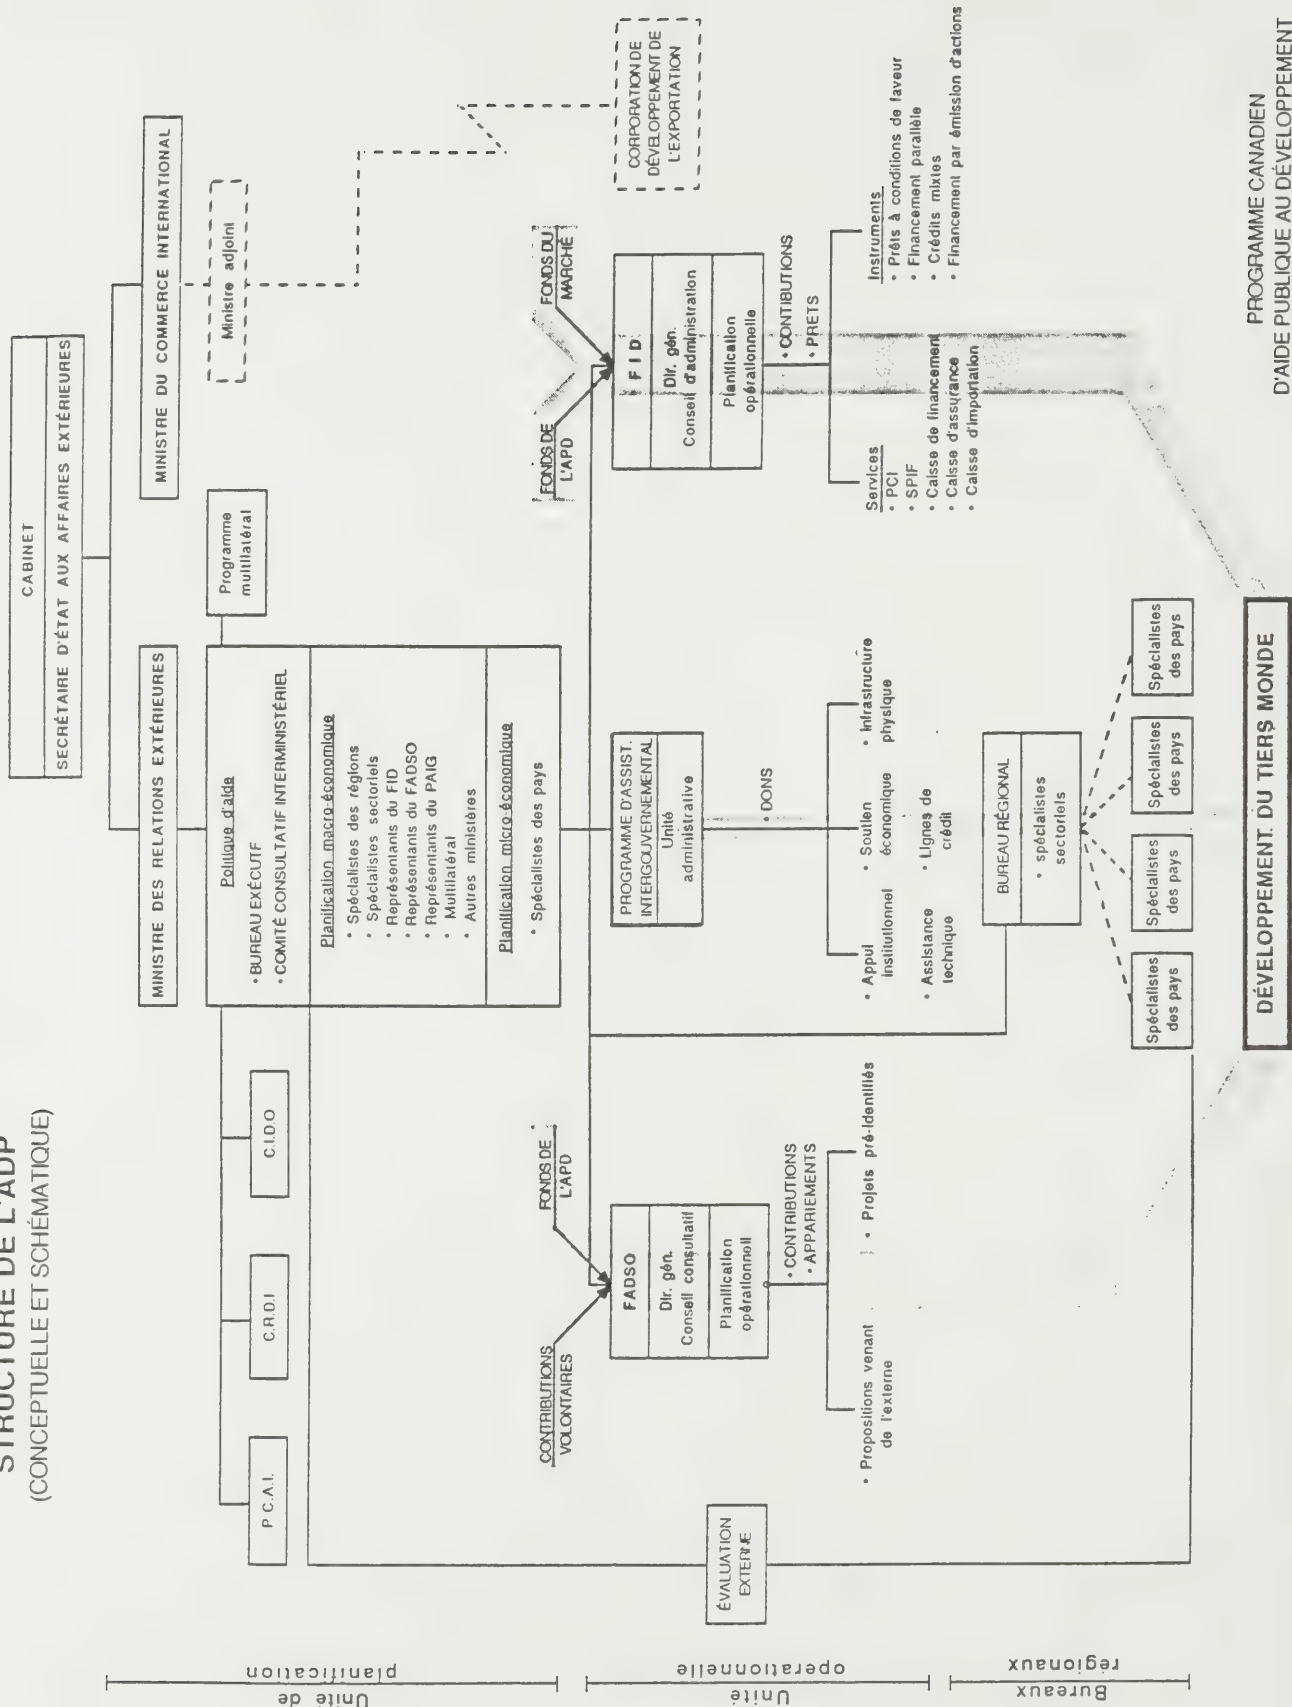 STRUCTURE DE L'ADP
(CONCEPTUELLE ET SCHÉMATIQUE)
CABINET
SECRÉTAIRE D'ÉTAT AUX AFFAIRES EXTÉRIEURES
MINISTRE DES RELATIONS EXTÉRIEURES
MINISTRE DU COMMERCE INTERNATIONAL
Ministre adjoint
P C.A.I.
C.R.D.I
C.I.D.O
Politique d'aide
• BUREAU EXÉCUTF
• COMITÉ CONSULTATIF INTERMINISTÉRIEL
Programme
multilatéral
Planification macro-économique
• Spécialistes des régions
• Spécialistes sectoriels
• Représentants du FID
• Représentants du FADSO
• Représentants du PAIG
• Multilatéral
• Autres ministères
Planification micro-économique
• Spécialistes des pays
CONTRIBUTIONS
VOLONTAIRES
FONDS DE
L'APD
FONDS DE
L'APD
FONDS DU
MARCHÉ
CORPORATION DE
DÉVELOPPEMENT DE
L'EXPORTATION
FADSO
Dir. gén.
Conseil consultatif
Planification
opérationnell
PROGRAMME D'ASSIST.
INTERGOUVERNEMENTAL
Unité
administrative
F I D
Dir. gén.
Conseil d'administration
Planification
opérationnelle
ÉVALUATION
EXTERNE
• CONTRIBUTIONS
• APPARIEMENTS
• DONS
• CONTIBUTIONS
• PRETS
• Propositions venant
de l'externe
• Projets pré-identifiés
• Appui
institutionnel
• Assistance
technique
• Soutien
économique
• Lignes de
crédit
• Infrastructure
physique
Services
• PCI
• SPIF
• Caisse de financement
• Caisse d'assurance
• Caisse d'importation
Instruments
• Prêts à conditions de faveur
• Financement parallèle
• Crédits mixtes
• Financement par émission d'actions
BUREAU RÉGIONAL
• spécialistes
sectoriels
Spécialistes
des pays
Spécialistes
des pays
Spécialistes
des pays
Spécialistes
des pays
DÉVELOPPEMENT DU TIERS MONDE
PROGRAMME CANADIEN
D'AIDE PUBLIQUE AU DÉVELOPPEMENT
Unité de
planification
Unité
operationnelle
Bureaux
régionaux